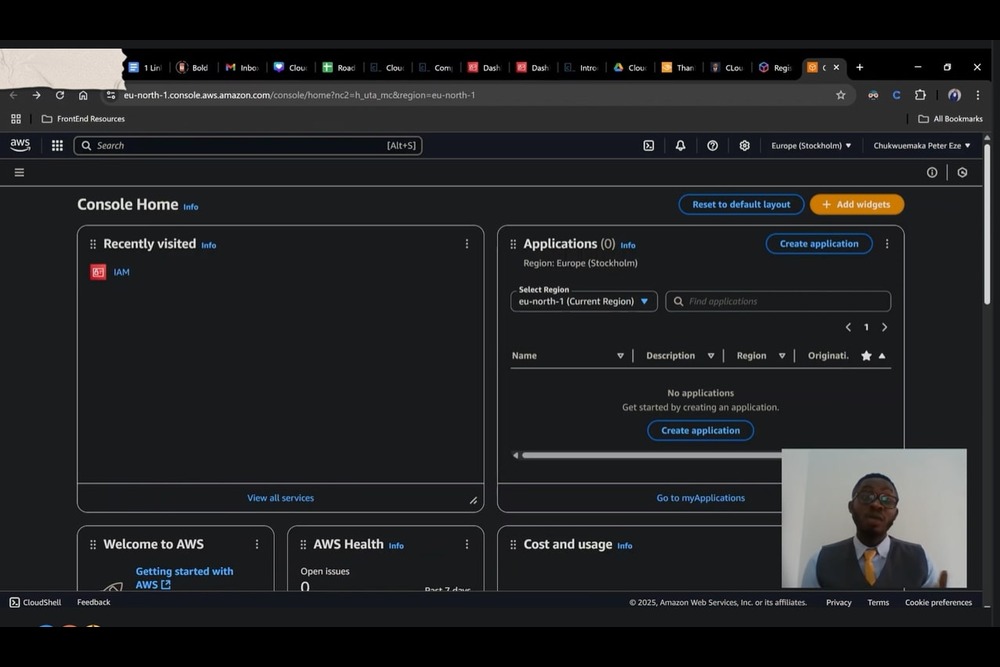 1 Lin
Bold
Inbo
Clou
Road
Clou
Com
Dash
Dash
Intro
Clou
Than
CLou
Regis
eu-north-1.console.aws.amazon.com/console/home?nc2=h_uta_mc&region=eu-north-1
FrontEnd Resources
All Bookmarks
aws
Search [Alt+S]
Europe (Stockholm)
Chukwuemaka Peter Eze
Console Home Info
Reset to default layout
+ Add widgets
Recently visited Info
IAM
View all services
Applications (0) Info
Create application
Region: Europe (Stockholm)
Select Region
eu-north-1 (Current Region)
Find applications
1
Name Description Region Originati.
No applications
Get started by creating an application.
Create application
Go to myApplications
Welcome to AWS
Getting started with
AWS
AWS Health Info
Open issues
0
Past 7 days
Cost and usage Info
CloudShell Feedback
© 2025, Amazon Web Services, Inc. or its affiliates. Privacy Terms Cookie preferences